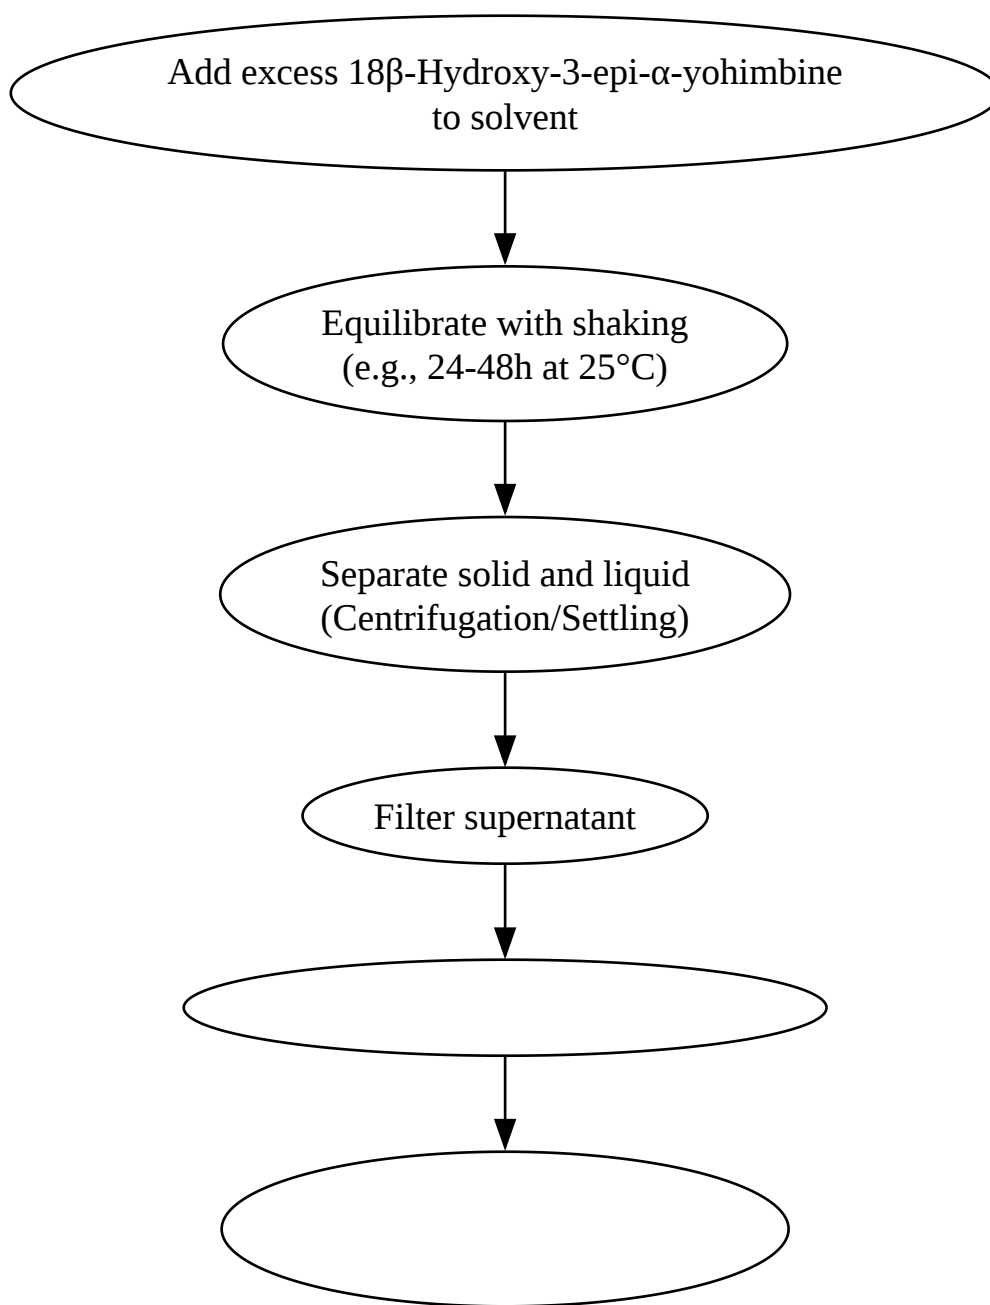 Add excess 18β-Hydroxy-3-epi-α-yohimbine
to solvent
Equilibrate with shaking
(e.g., 24-48h at 25°C)
Separate solid and liquid
(Centrifugation/Settling)
Filter supernatant